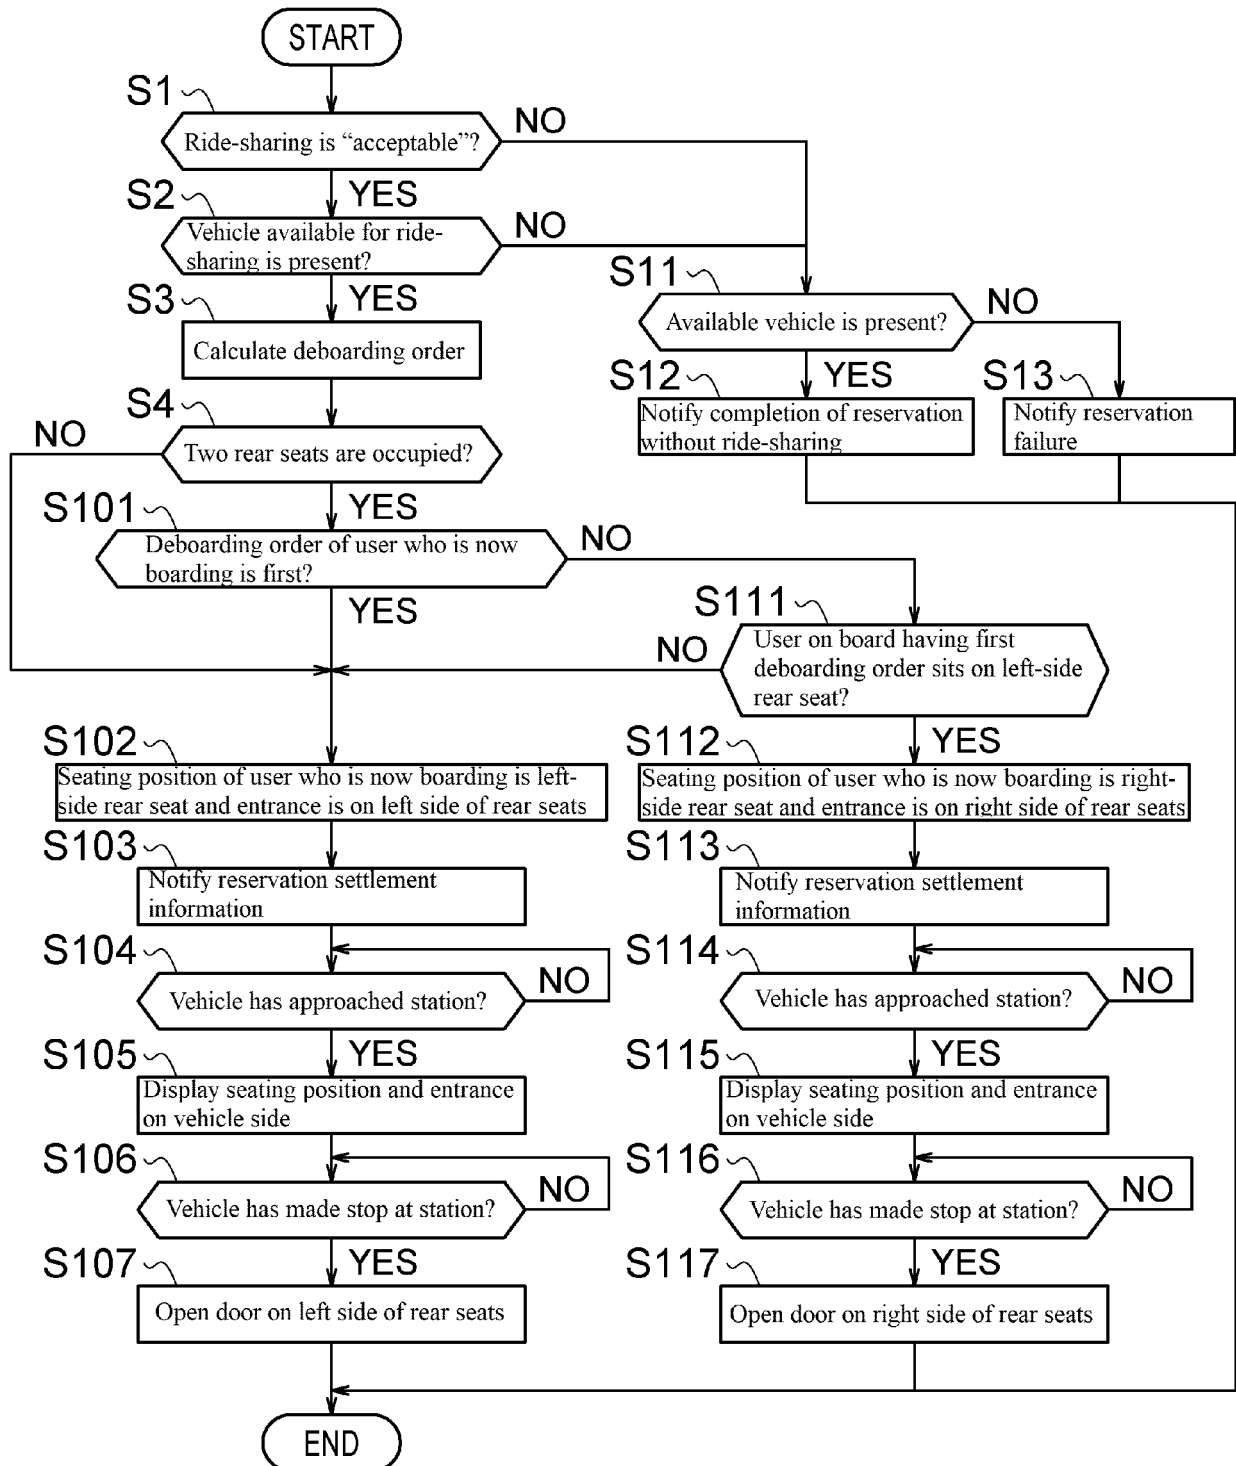 START
S1
NO
Ride-sharing is “acceptable”?
YES
S2
NO
Vehicle available for ride-
sharing is present?
YES
S3
Calculate deboarding order
S11
NO
Available vehicle is present?
YES
S12
Notify completion of reservation
without ride-sharing
S13
Notify reservation
failure
S4
NO
Two rear seats are occupied?
YES
S101
NO
Deboarding order of user who is now
boarding is first?
YES
S111
NO
User on board having first
deboarding order sits on left-side
rear seat?
YES
S102
Seating position of user who is now boarding is left-
side rear seat and entrance is on left side of rear seats
S103
Notify reservation settlement
information
S104
Vehicle has approached station?
NO
YES
S105
Display seating position and entrance
on vehicle side
S106
Vehicle has made stop at station?
NO
YES
S107
Open door on left side of rear seats
S112
Seating position of user who is now boarding is right-
side rear seat and entrance is on right side of rear seats
S113
Notify reservation settlement
information
S114
Vehicle has approached station?
NO
YES
S115
Display seating position and entrance
on vehicle side
S116
Vehicle has made stop at station?
NO
YES
S117
Open door on right side of rear seats
END